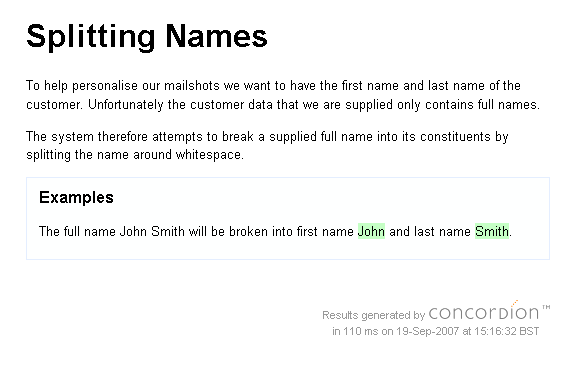 Splitting Names
To help personalise our mailshots we want to have the first name and last name of the
customer. Unfortunately the customer data that we are supplied only contains full names.
The system therefore attempts to break a supplied full name into its constituents by
splitting the name around whitespace.
Examples
The full name John Smith will be broken into first name John and last name Smith.
Results generated by concordion™
in 110 ms on 19-Sep-2007 at 15:16:32 BST